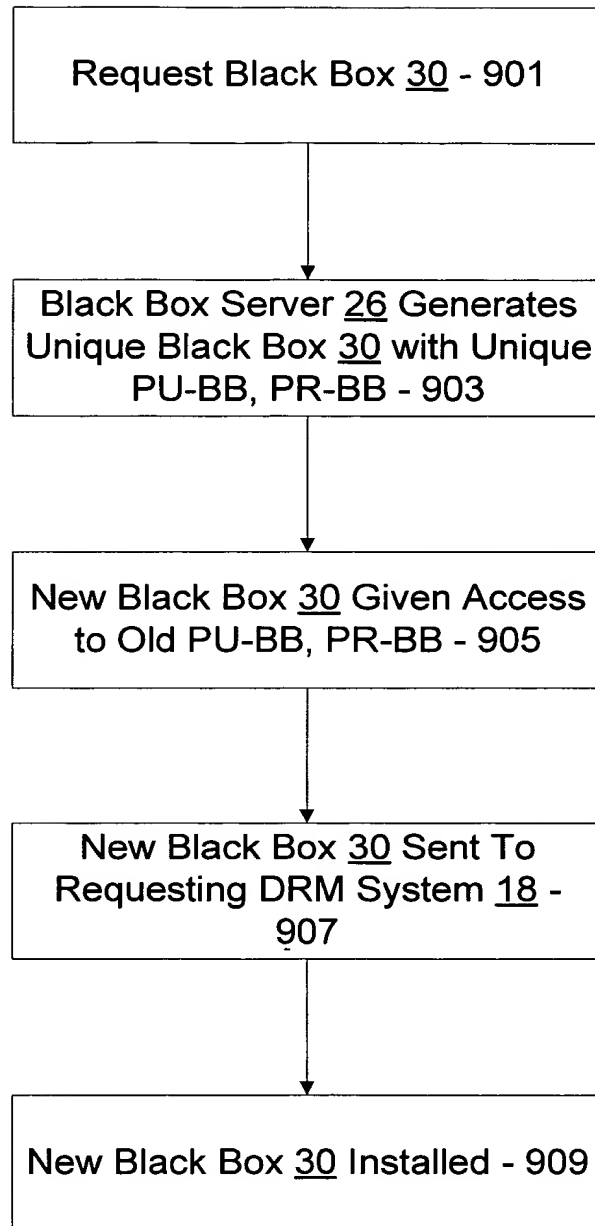 Request Black Box 30 - 901
Black Box Server 26 Generates
Unique Black Box 30 with Unique
PU-BB, PR-BB - 903
New Black Box 30 Given Access
to Old PU-BB, PR-BB - 905
New Black Box 30 Sent To
Requesting DRM System 18 -
907
New Black Box 30 Installed - 909